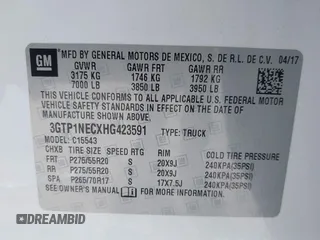 GM
MFD BY GENERAL MOTORS DE MEXICO, S. DE R.L. DE C.V. 04/17
GVWR GAWR FRT GAWR RR
3175 KG 1746 KG 1792 KG
7000 LB 3850 LB 3950 LB
THIS VEHICLE CONFORMS TO ALL APPLICABLE U.S. FEDERAL
MOTOR VEHICLE SAFETY STANDARDS IN EFFECT ON THE DATE OF
MANUFACTURE SHOWN ABOVE.
3GTP1NECXHG423591 TYPE: TRUCK
MODEL: C15543
CHXB TIRE SIZE SPEED RTG RIM COLD TIRE PRESSURE
FRT P275/55R20 S 20X9J 240KPA(35PSI)
RR P275/55R20 S 20X9J 240KPA(35PSI)
SPA P265/70R17 S 17X7.5J 240KPA(35PSI)
SEE OWNER'S MANUAL FOR ADDITIONAL INFORMATION.
@DREAMBID